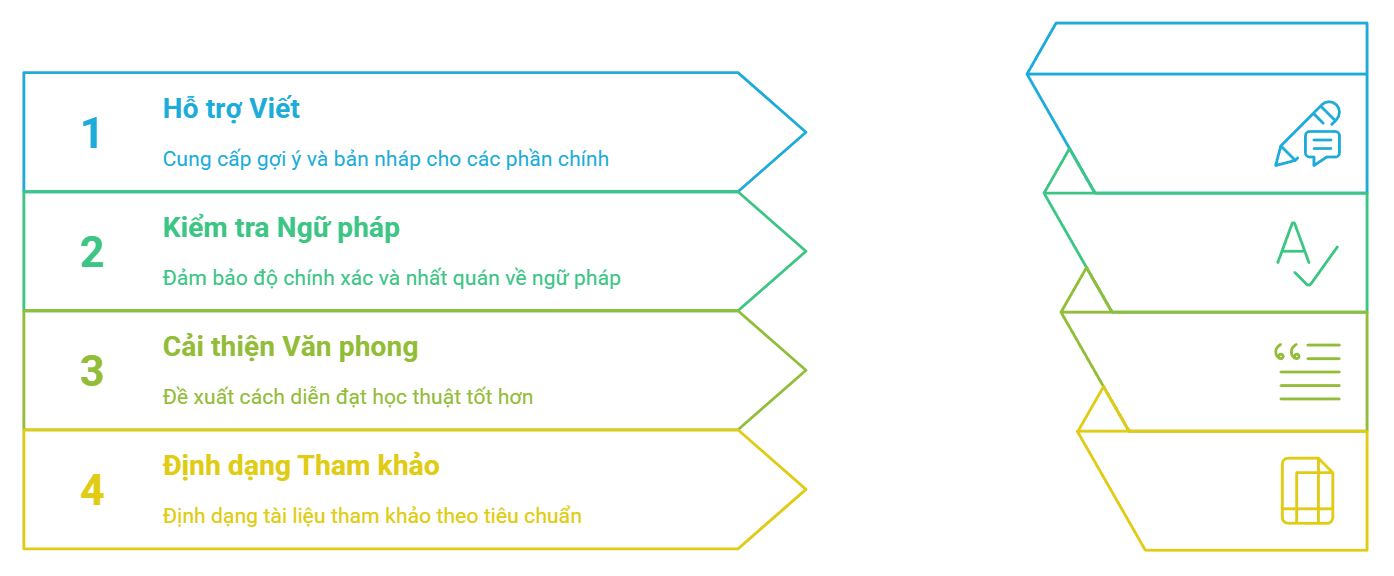 1
Hỗ trợ Viết
Cung cấp gợi ý và bản nháp cho các phần chính
2
Kiểm tra Ngữ pháp
Đảm bảo độ chính xác và nhất quán về ngữ pháp
3
Cải thiện Văn phong
Đề xuất cách diễn đạt học thuật tốt hơn
4
Định dạng Tham khảo
Định dạng tài liệu tham khảo theo tiêu chuẩn